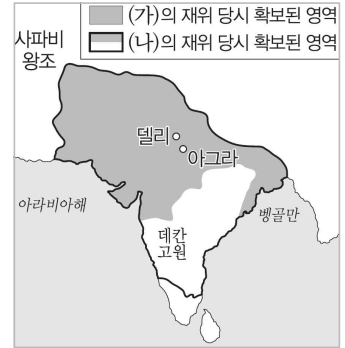 (가)의 재위 당시 확보된 영역
(나)의 재위 당시 확보된 영역
사파비
왕조
델리
아그라
아라비아해
벵골만
데칸
고원